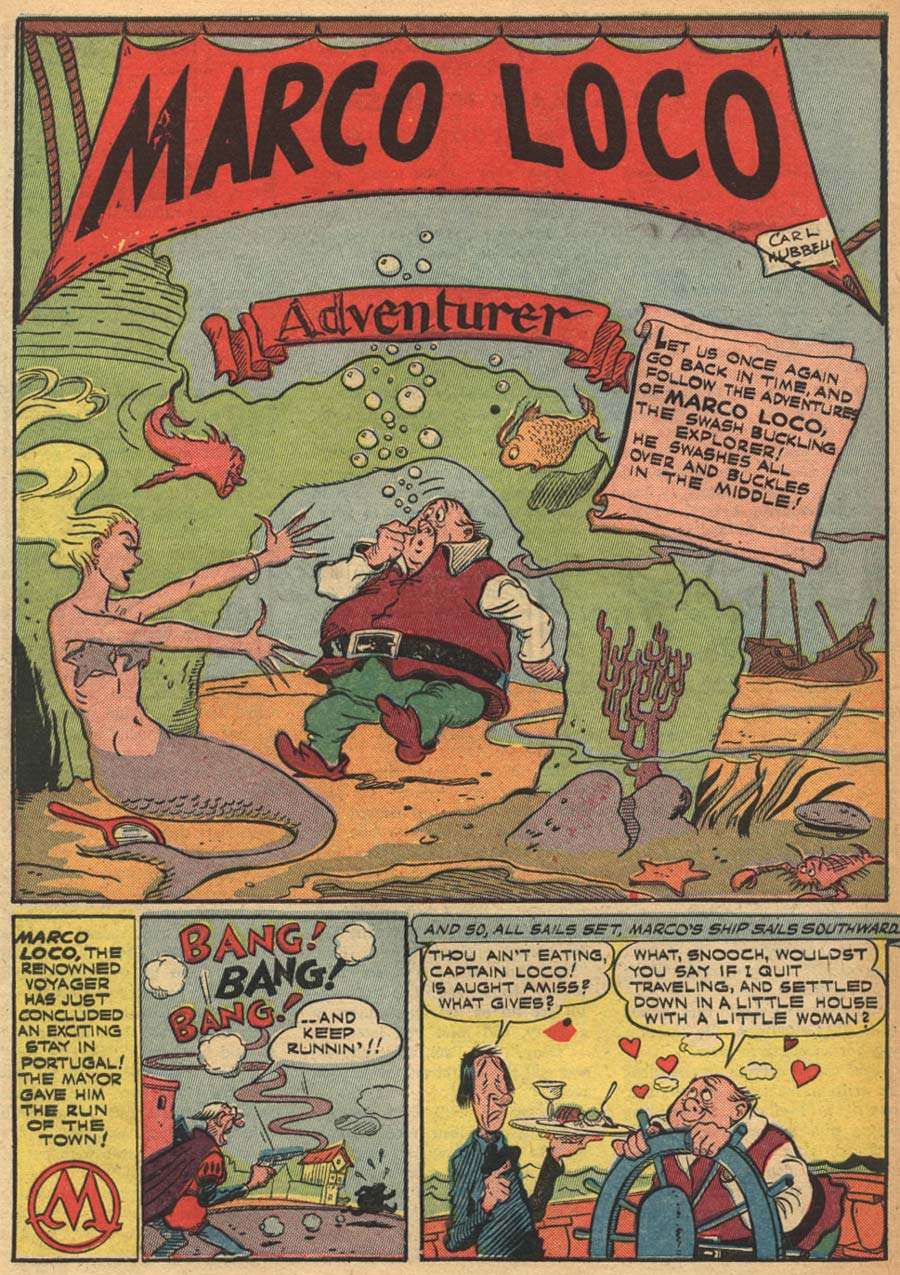 MARCO LOCO
CARL
HUBBELL
Adventurer
LET US ONCE AGAIN
GO BACK IN TIME, AND
FOLLOW THE ADVENTURES
OF MARCO LOCO,
THE SWASH BUCKLING
EXPLORER!
HE SWASHES ALL
OVER AND BUCKLES
IN THE MIDDLE!
MARCO
LOCO, THE
RENOWNED
VOYAGER
HAS JUST
CONCLUDED
AN EXCITING
STAY IN
PORTUGAL!
THE MAYOR
GAVE HIM
THE RUN
OF THE
TOWN!
M
BANG!
BANG!
BANG!
--AND
KEEP
RUNNIN'!!
AND SO, ALL SAILS SET, MARCO'S SHIP SAILS SOUTHWARD.
THOU AIN'T EATING,
CAPTAIN LOCO!
IS AUGHT AMISS?
WHAT GIVES?
WHAT, SNOOCH, WOULDST
YOU SAY IF I QUIT
TRAVELING, AND SETTLED
DOWN IN A LITTLE HOUSE
WITH A LITTLE WOMAN?